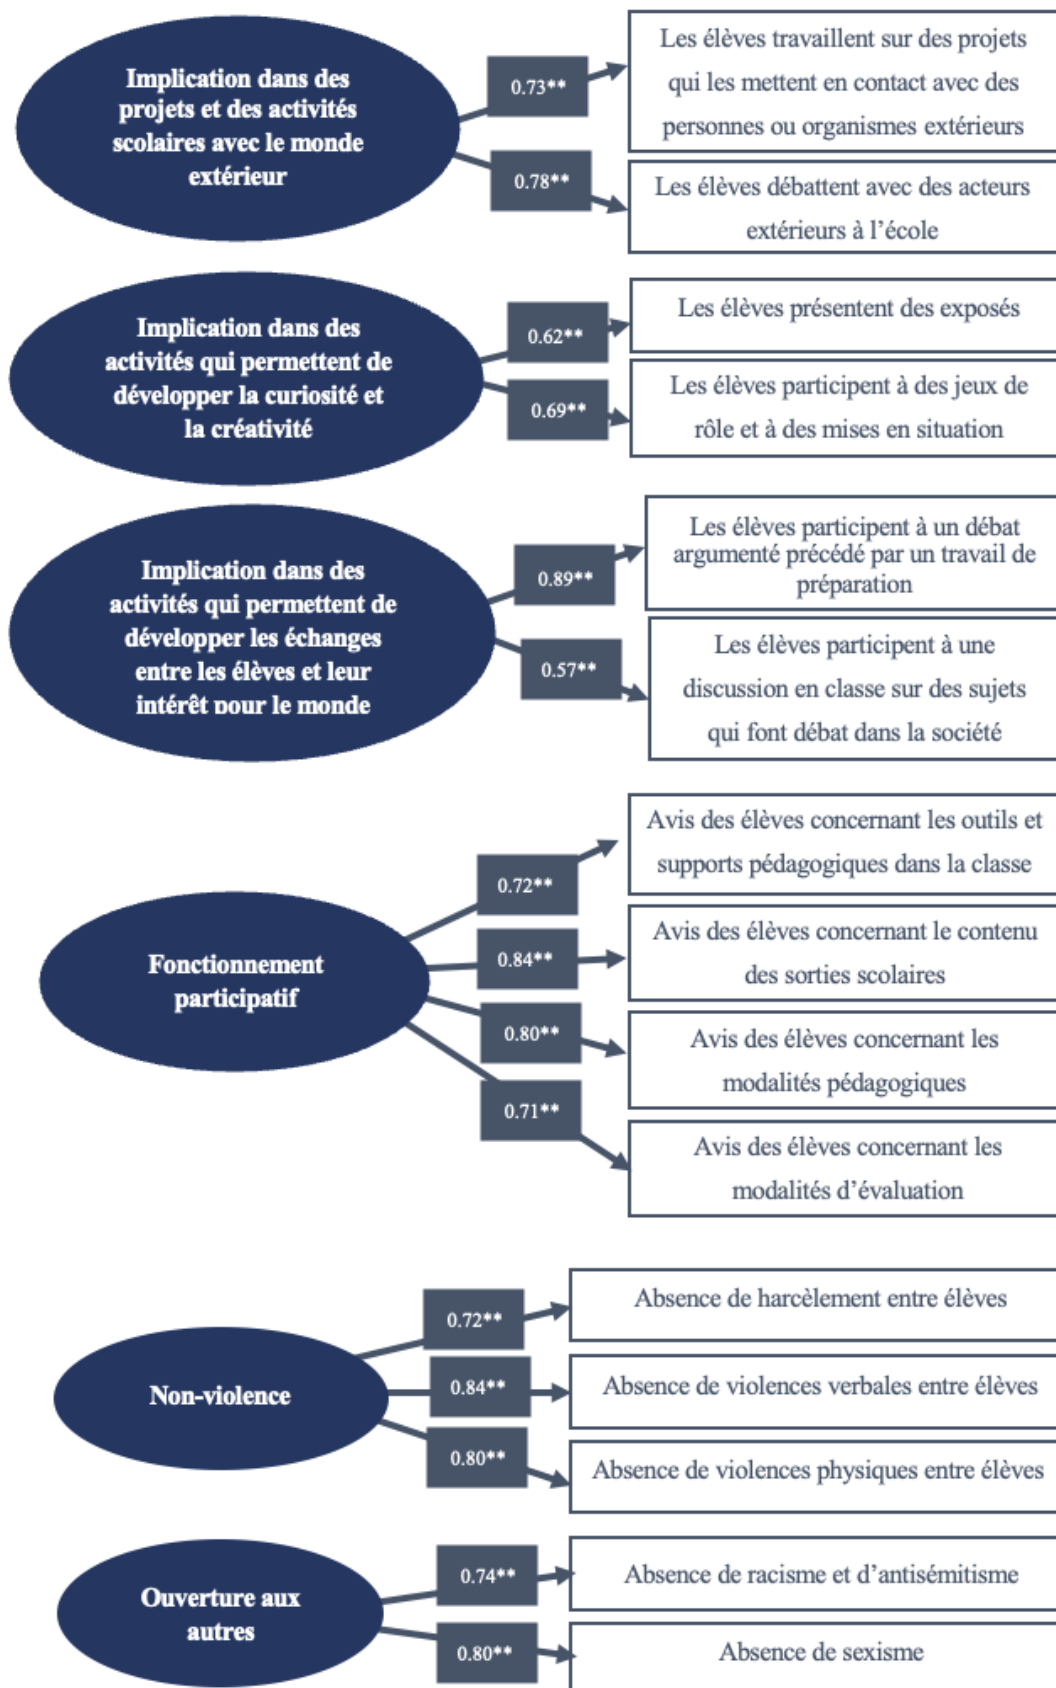 Implication dans des
projets et des activités
scolaires avec le monde
extérieur
0.73**
Les élèves travaillent sur des projets
qui les mettent en contact avec des
personnes ou organismes extérieurs
0.78**
Les élèves débattent avec des acteurs
extérieurs à l’école
Implication dans des
activités qui permettent de
développer la curiosité et
la créativité
0.62**
Les élèves présentent des exposés
0.69**
Les élèves participent à des jeux de
rôle et à des mises en situation
Implication dans des
activités qui permettent de
développer les échanges
entre les élèves et leur
intérêt pour le monde
0.89**
Les élèves participent à un débat
argumenté précédé par un travail de
préparation
0.57**
Les élèves participent à une
discussion en classe sur des sujets
qui font débat dans la société
Fonctionnement
participatif
0.72**
Avis des élèves concernant les outils et
supports pédagogiques dans la classe
0.84**
Avis des élèves concernant le contenu
des sorties scolaires
0.80**
Avis des élèves concernant les
modalités pédagogiques
0.71**
Avis des élèves concernant les
modalités d’évaluation
Non-violence
0.72**
Absence de harcèlement entre élèves
0.84**
Absence de violences verbales entre élèves
0.80**
Absence de violences physiques entre élèves
Ouverture aux
autres
0.74**
Absence de racisme et d’antisémitisme
0.80**
Absence de sexisme